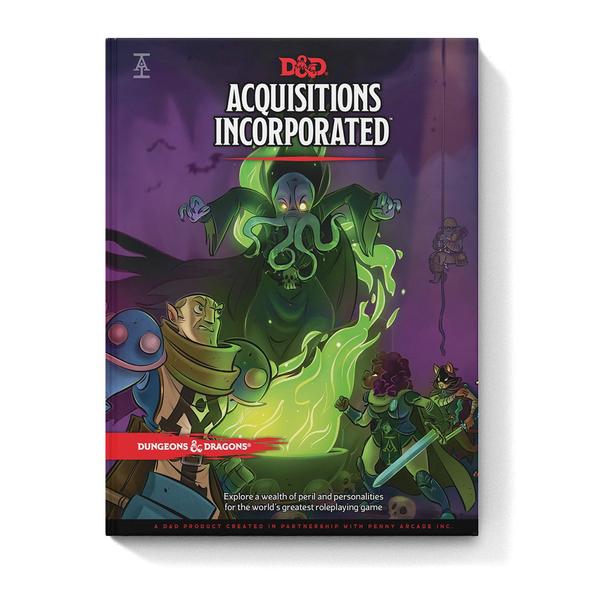 D&D
ACQUISITIONS
INCORPORATED™
DUNGEONS & DRAGONS®
Explore a wealth of peril and personalities
for the world's greatest roleplaying game
A D&D PRODUCT CREATED IN PARTNERSHIP WITH PENNY ARCADE INC.